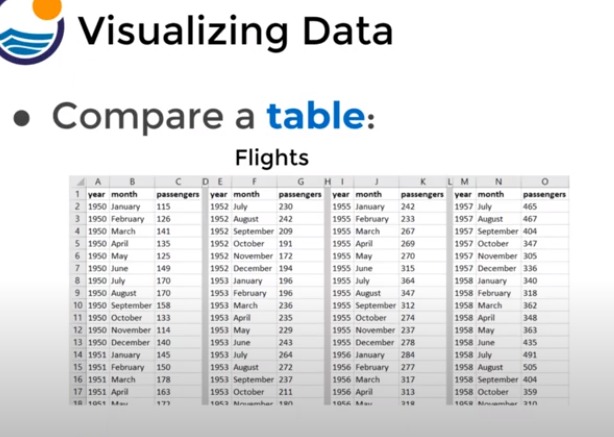 Visualizing Data
• Compare a table:
Flights
A B C D E F G H I J K L M N O
1 year month passengers year month passengers year month passengers year month passengers
2 1950 January 115 1952 July 230 1955 January 242 1957 July 465
3 1950 February 126 1952 August 242 1955 February 233 1957 August 467
4 1950 March 141 1952 September 209 1955 March 267 1957 September 404
5 1950 April 135 1952 October 191 1955 April 269 1957 October 347
6 1950 May 125 1952 November 172 1955 May 270 1957 November 305
7 1950 June 149 1952 December 194 1955 June 315 1957 December 336
8 1950 July 170 1953 January 196 1955 July 364 1958 January 340
9 1950 August 170 1953 February 196 1955 August 347 1958 February 318
10 1950 September 158 1953 March 236 1955 September 312 1958 March 362
11 1950 October 133 1953 April 235 1955 October 274 1958 April 348
12 1950 November 114 1953 May 229 1955 November 237 1958 May 363
13 1950 December 140 1953 June 243 1955 December 278 1958 June 435
14 1951 January 145 1953 July 264 1956 January 284 1958 July 491
15 1951 February 150 1953 August 272 1956 February 277 1958 August 505
16 1951 March 178 1953 September 237 1956 March 317 1958 September 404
17 1951 April 163 1953 October 211 1956 April 313 1958 October 359
18 1951 May 172 1953 November 180 1956 May 318 1958 November 310